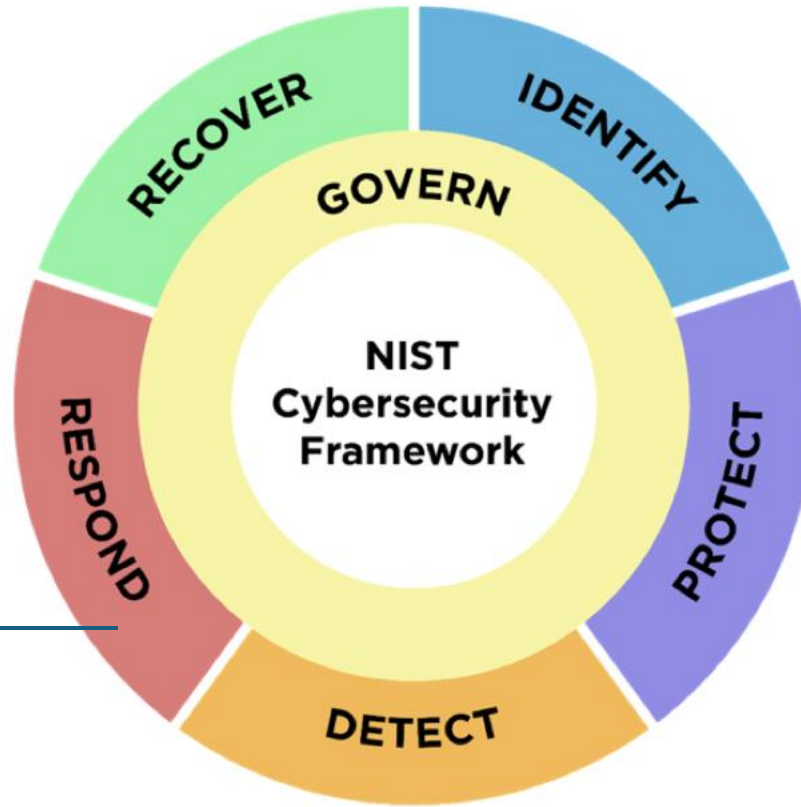 RECOVER
IDENTIFY
GOVERN
NIST
Cybersecurity
Framework
RESPOND
PROTECT
DETECT